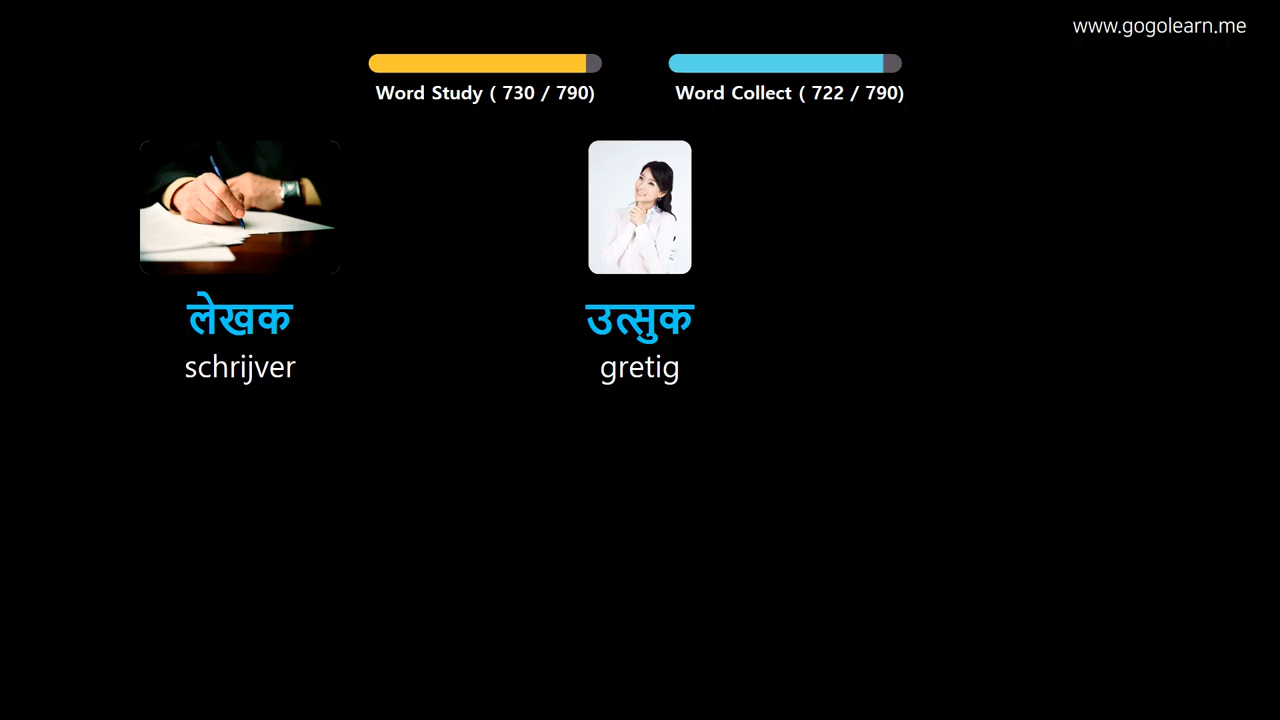 www.gogolearn.me
Word Study ( 730 / 790)
Word Collect ( 722 / 790)
लेखक
schrijver
उत्सुक
gretig